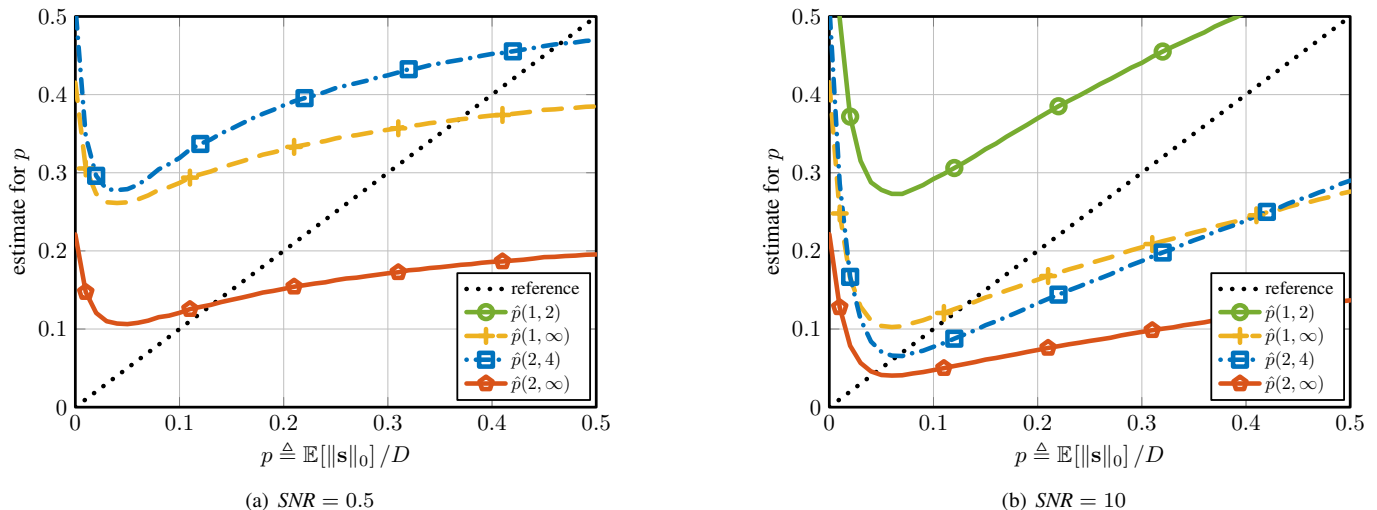 0.5
0.4
0.3
0.2
0.1
0
estimate for p
0 0.1 0.2 0.3 0.4 0.5
p ≜ 𝔼[‖s‖₀] /D
reference
p̂(1, 2)
p̂(1, ∞)
p̂(2, 4)
p̂(2, ∞)
(a) SNR = 0.5
0.5
0.4
0.3
0.2
0.1
0
estimate for p
0 0.1 0.2 0.3 0.4 0.5
p ≜ 𝔼[‖s‖₀] /D
reference
p̂(1, 2)
p̂(1, ∞)
p̂(2, 4)
p̂(2, ∞)
(b) SNR = 10